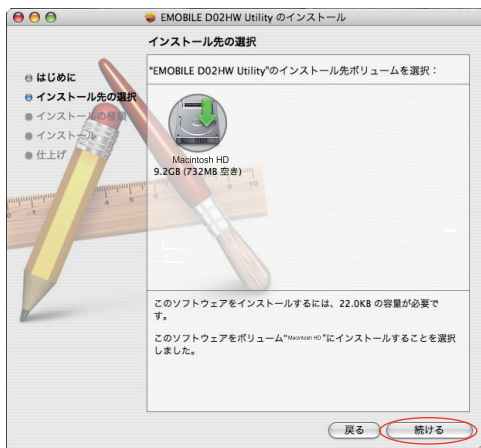 EMOBILE D02HW Utility のインストール
インストール先の選択
はじめに
インストール先の選択
インストールの種類
インストール
仕上げ
"EMOBILE D02HW Utility"のインストール先ボリュームを選択：
Macintosh HD
9.2GB (732MB 空き)
このソフトウェアをインストールするには、22.0KB の容量が必要で
す。
このソフトウェアをボリューム"Macintosh HD"にインストールすることを選択
しました。
戻る
続ける